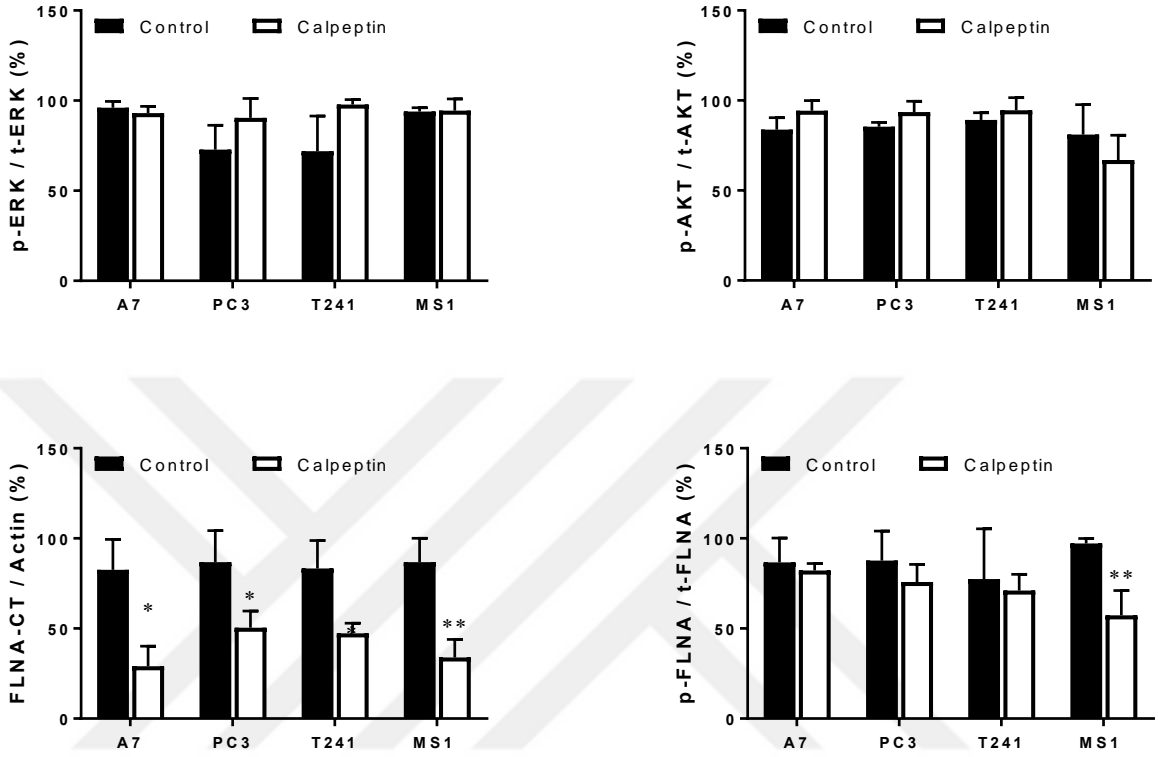 p-ERK / t-ERK (%)
150
100
50
0
Control Calpeptin
A7 PC3 T241 MS1
p-AKT / t-AKT (%)
150
100
50
0
Control Calpeptin
A7 PC3 T241 MS1
FLNA-CT / Actin (%)
150
100
50
0
Control Calpeptin
* * * **
A7 PC3 T241 MS1
p-FLNA / t-FLNA (%)
150
100
50
0
Control Calpeptin
**
A7 PC3 T241 MS1